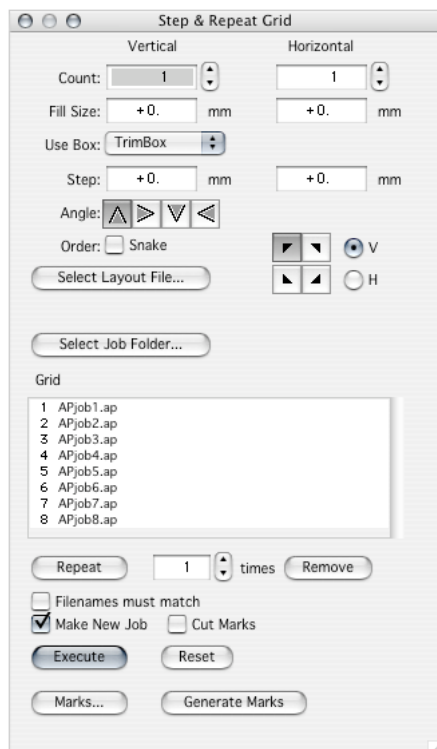 Step & Repeat Grid
Vertical Horizontal
Count: 1 1
Fill Size: +0. mm +0. mm
Use Box: TrimBox
Step: +0. mm +0. mm
Angle:
Order: Snake V
Select Layout File... H
Select Job Folder...
Grid
1 APjob1.ap
2 APjob2.ap
3 APjob3.ap
4 APjob4.ap
5 APjob5.ap
6 APjob6.ap
7 APjob7.ap
8 APjob8.ap
Repeat 1 times Remove
Filenames must match
Make New Job Cut Marks
Execute Reset
Marks... Generate Marks